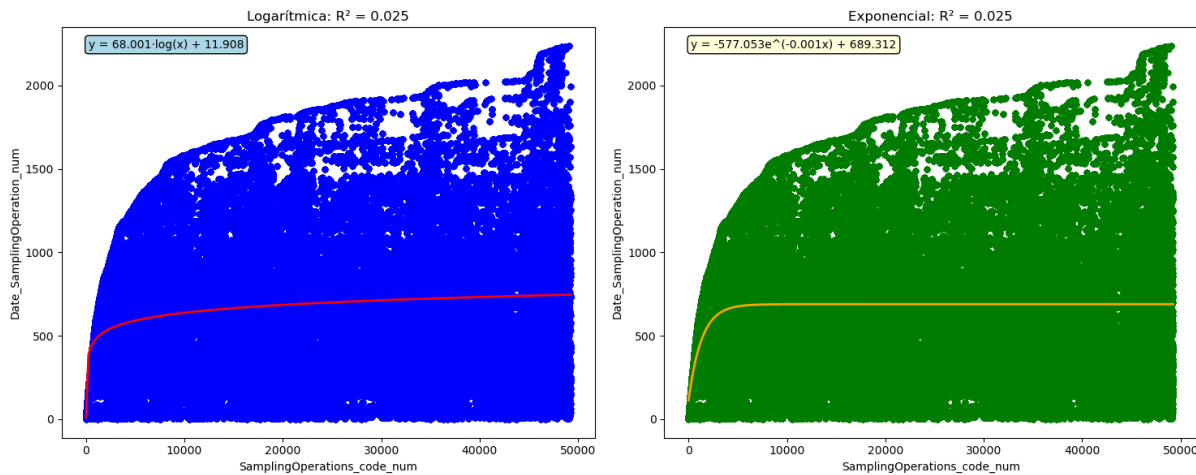 Logarítmica: R² = 0.025
y = 68.001·log(x) + 11.908
Date_SamplingOperation_num
2000
1500
1000
500
0
0 10000 20000 30000 40000 50000
SamplingOperations_code_num
Exponencial: R² = 0.025
y = -577.053e^(-0.001x) + 689.312
Date_SamplingOperation_num
2000
1500
1000
500
0
0 10000 20000 30000 40000 50000
SamplingOperations_code_num